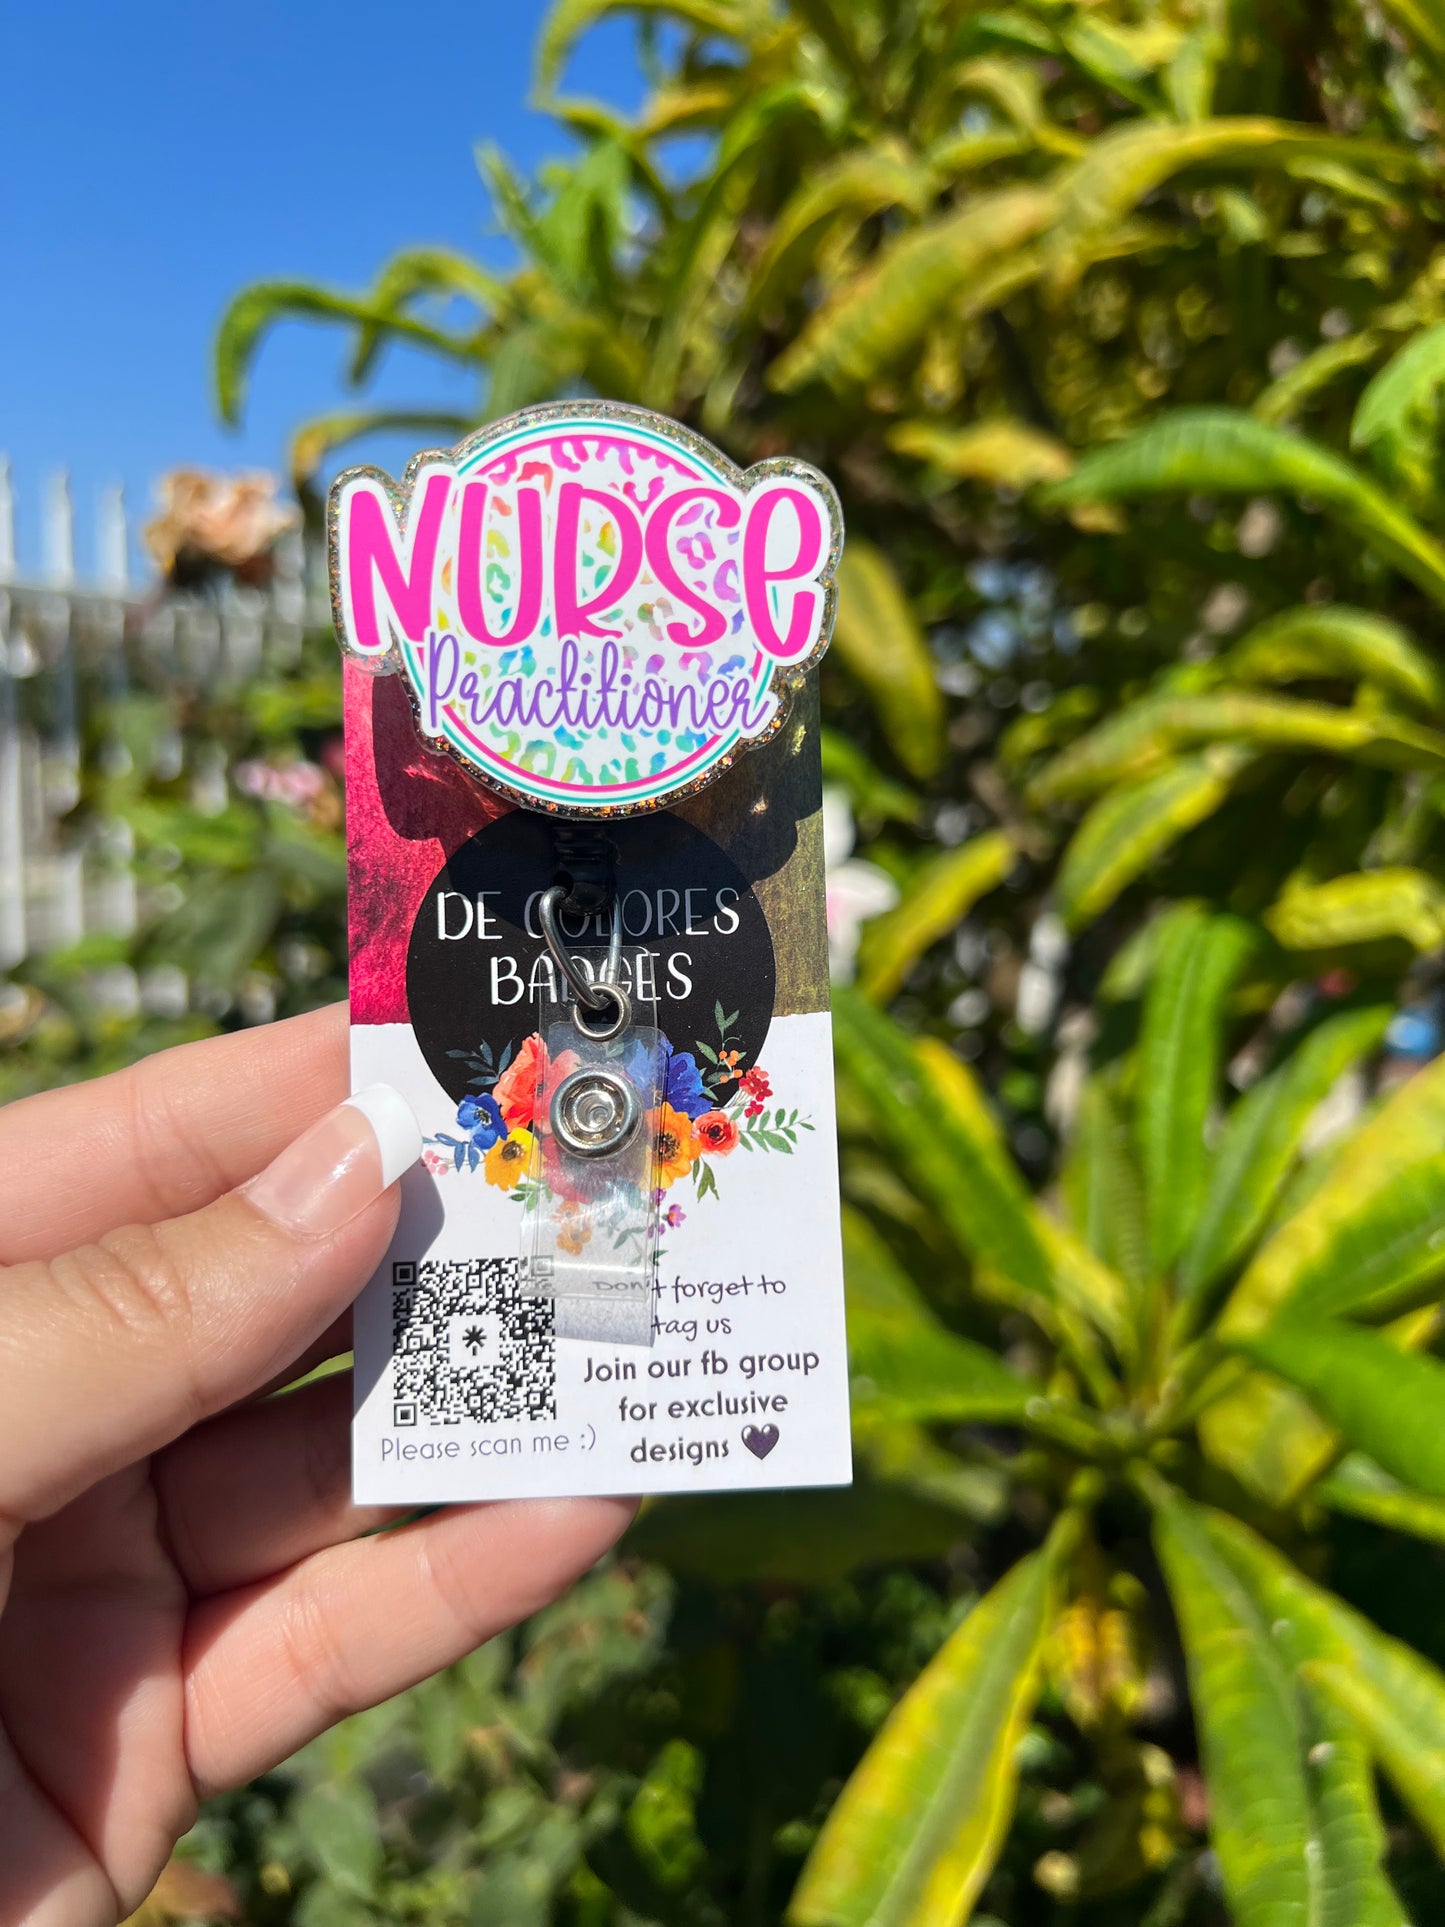 NURSE
Practitioner
DE COLORES
BADGES
Don't forget to
tag us
Join our fb group
for exclusive
designs 🖤
Please scan me :)